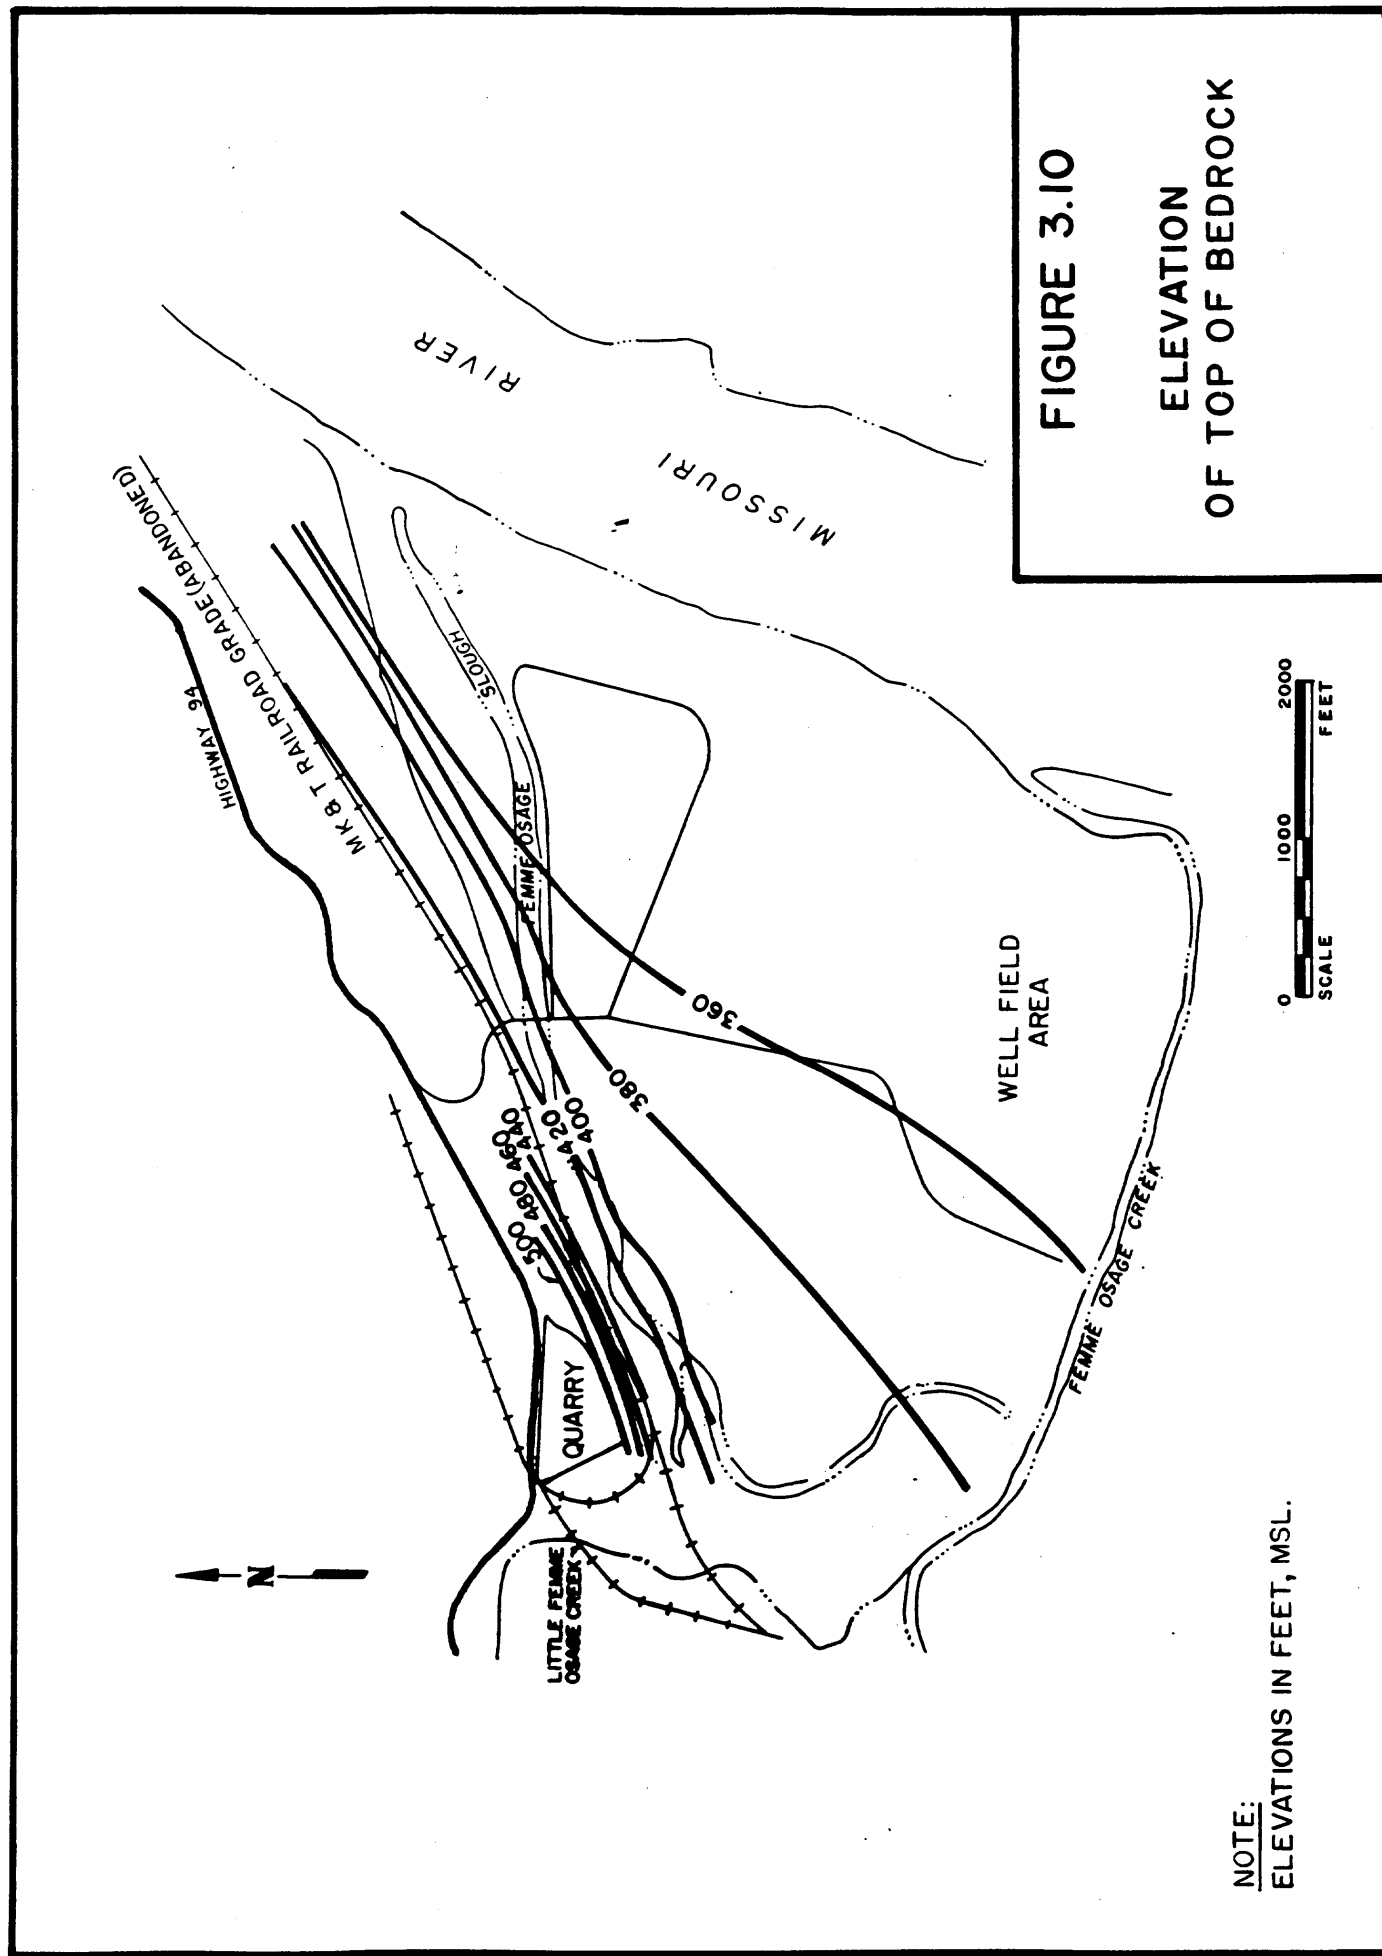 HIGHWAY 94
MK & T RAILROAD GRADE (ABANDONED)
RIVER
MISSOURI
SLOUGH
FEMME OSAGE
500
480
460
440
420
400
380
360
QUARRY
N
LITTLE FEMME
OSAGE CREEK
WELL FIELD
AREA
FEMME OSAGE CREEK
NOTE:
ELEVATIONS IN FEET, MSL.
0 1000 2000
SCALE FEET
FIGURE 3.10
ELEVATION
OF TOP OF BEDROCK